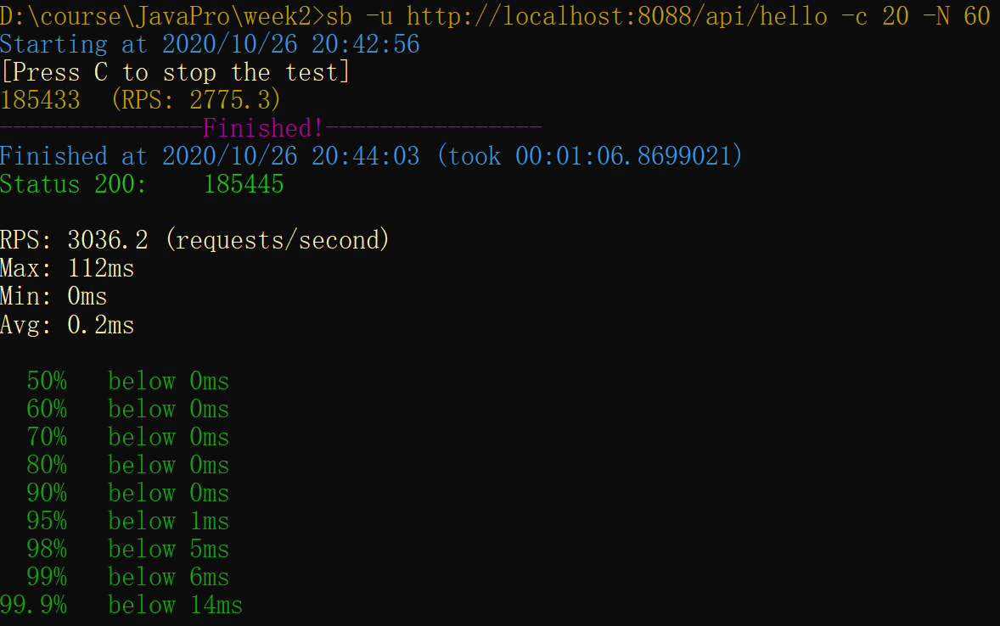 D:\course\JavaPro\week2>sb -u http://localhost:8088/api/hello -c 20 -N 60
Starting at 2020/10/26 20:42:56
[Press C to stop the test]
185433  (RPS: 2775.3)
---------------Finished!----------------
Finished at 2020/10/26 20:44:03 (took 00:01:06.8699021)
Status 200:    185445
RPS: 3036.2 (requests/second)
Max: 112ms
Min: 0ms
Avg: 0.2ms
50%   below 0ms
60%   below 0ms
70%   below 0ms
80%   below 0ms
90%   below 0ms
95%   below 1ms
98%   below 5ms
99%   below 6ms
99.9%   below 14ms